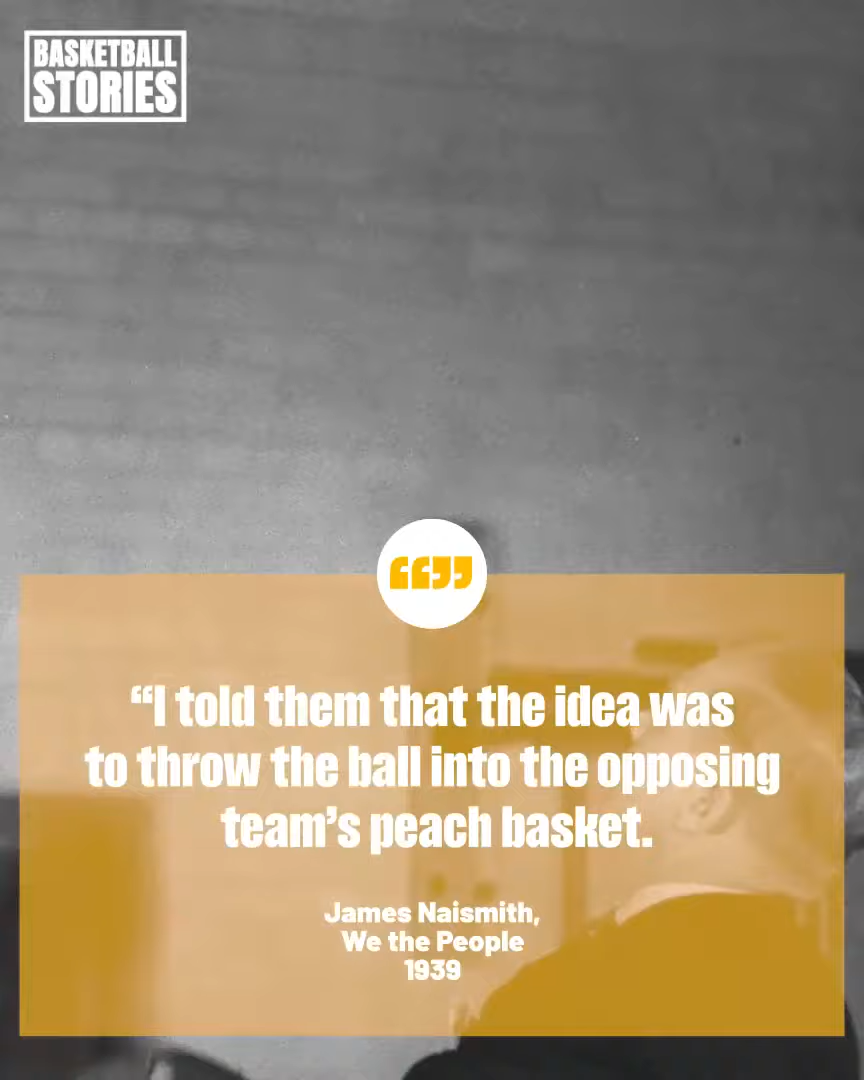 BASKETBALL
STORIES
“I told them that the idea was
to throw the ball into the opposing
team’s peach basket.
James Naismith,
We the People
1939